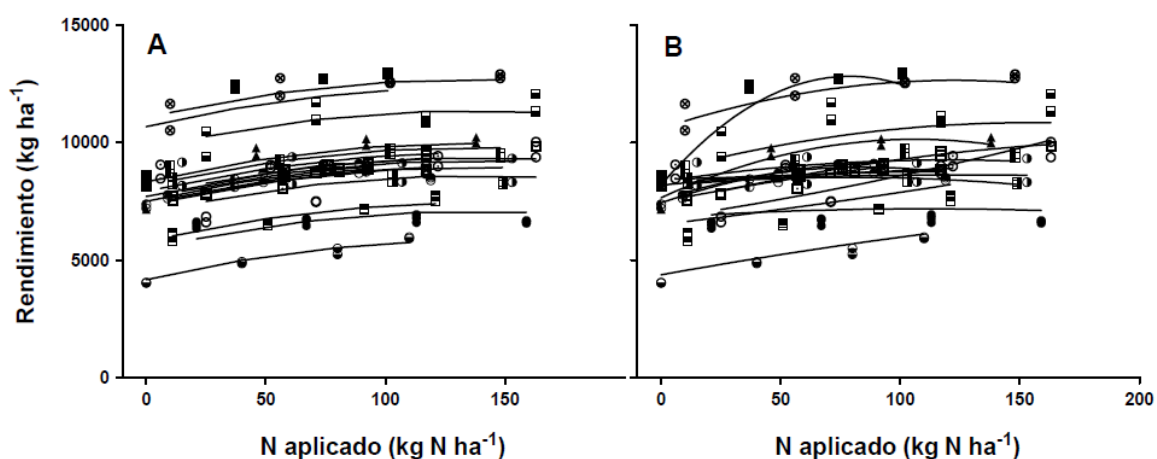 A
B
15000
10000
5000
0
Rendimiento (kg ha⁻¹)
0 50 100 150 0 50 100 150 200
N aplicado (kg N ha⁻¹) N aplicado (kg N ha⁻¹)